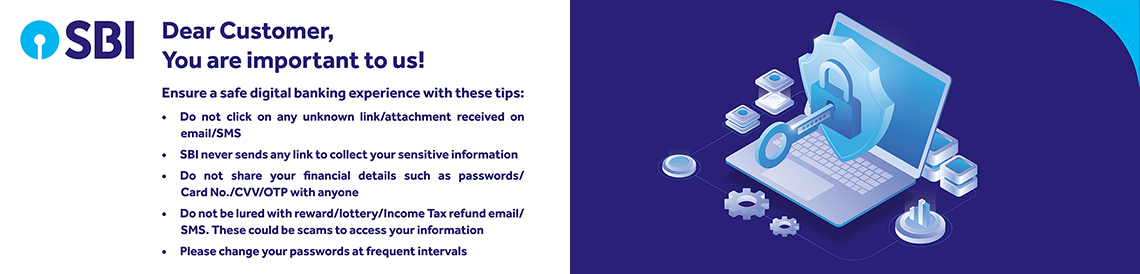 SBI
Dear Customer,
You are important to us!
Ensure a safe digital banking experience with these tips:
• Do not click on any unknown link/attachment received on
email/SMS
• SBI never sends any link to collect your sensitive information
• Do not share your financial details such as passwords/
Card No./CVV/OTP with anyone
• Do not be lured with reward/lottery/Income Tax refund email/
SMS. These could be scams to access your information
• Please change your passwords at frequent intervals